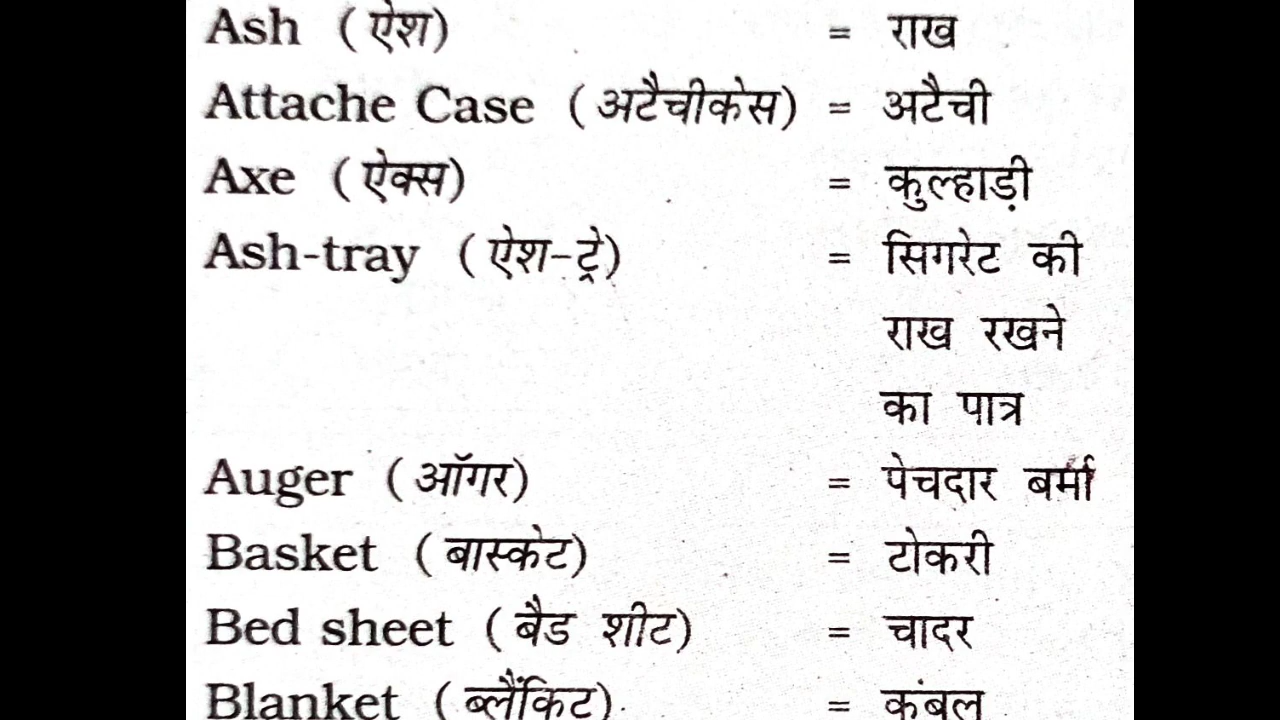 Ash (ऐश) = राख
Attache Case (अटैचीकेस) = अटैची
Axe (ऐक्स) = कुल्हाड़ी
Ash-tray (ऐश-ट्रे) = सिगरेट की
राख रखने
का पात्र
Auger (ऑगर) = पेचदार बर्मा
Basket (बास्केट) = टोकरी
Bed sheet (बैड शीट) = चादर
Blanket (ब्लैंकिट) = कंबल